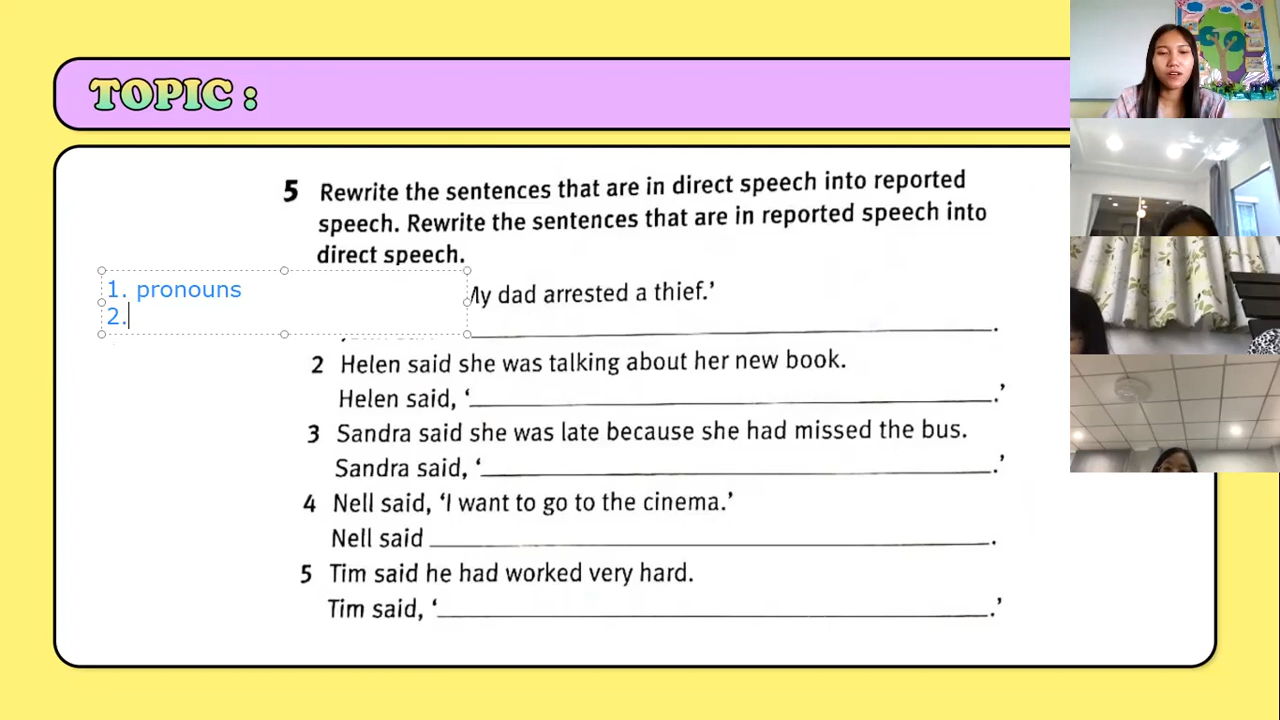 TOPIC :
5 Rewrite the sentences that are in direct speech into reported
speech. Rewrite the sentences that are in reported speech into
direct speech.
1. pronouns
2.
My dad arrested a thief.’
.
2 Helen said she was talking about her new book.
Helen said, ‘ .’
3 Sandra said she was late because she had missed the bus.
Sandra said, ‘ .’
4 Nell said, ‘I want to go to the cinema.’
Nell said .
5 Tim said he had worked very hard.
Tim said, ‘ .’